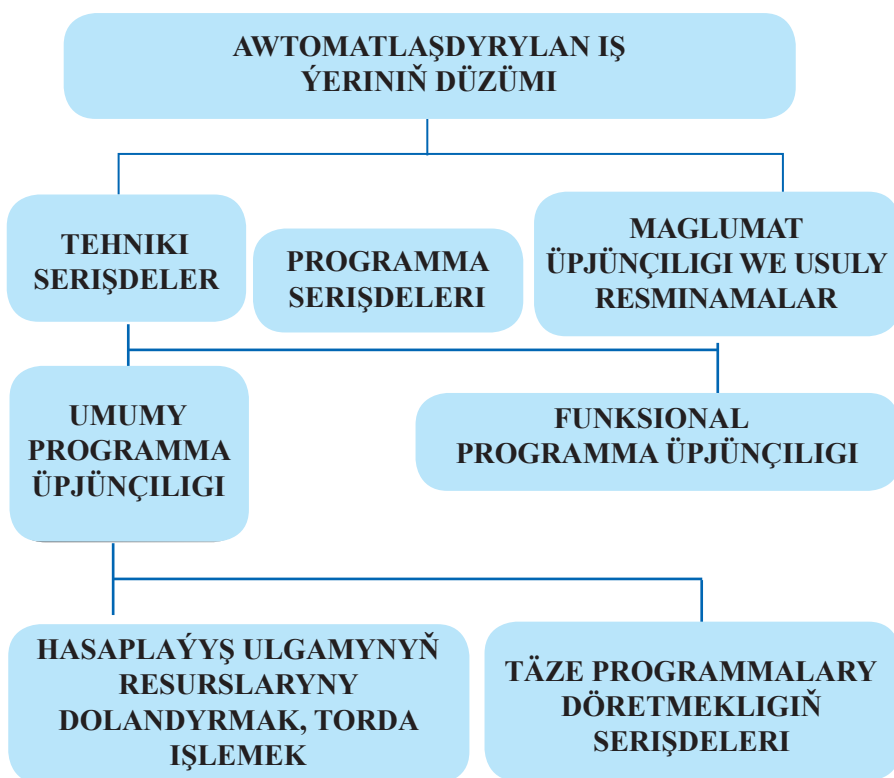 AWTOMATLAŞDYRYLAN IŞ
ÝERINIŇ DÜZÜMI
TEHNIKI
SERIŞDELER
PROGRAMMA
SERIŞDELERI
MAGLUMAT
ÜPJÜNÇILIGI WE USULY
RESMINAMALAR
UMUMY
PROGRAMMA
ÜPJÜNÇILIGI
FUNKSIONAL
PROGRAMMA ÜPJÜNÇILIGI
HASAPLAÝYŞ ULGAMYNYŇ
RESURSLARYNY
DOLANDYRMAK, TORDA
IŞLEMEK
TÄZE PROGRAMMALARY
DÖRETMEKLIGIŇ
SERIŞDELERI